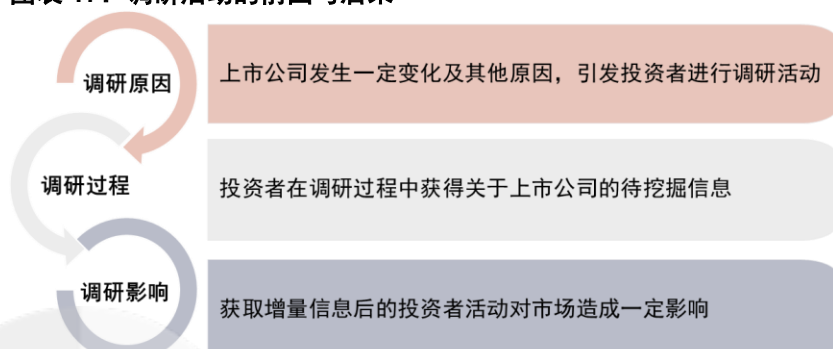 调研原因
上市公司发生一定变化及其他原因，引发投资者进行调研活动
调研过程
投资者在调研过程中获得关于上市公司的待挖掘信息
调研影响
获取增量信息后的投资者活动对市场造成一定影响